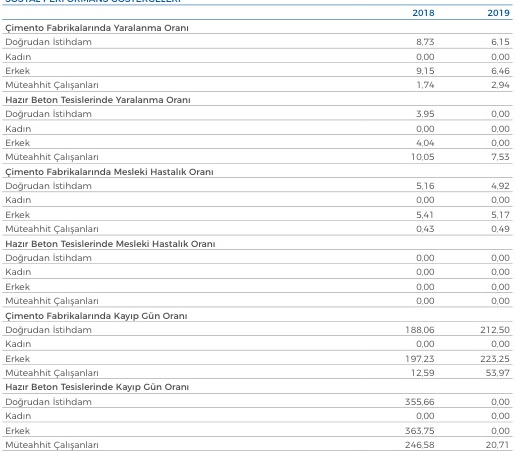 SOSYAL PERFORMANS GÖSTERGELERİ
2018 2019
Çimento Fabrikalarında Yaralanma Oranı
Doğrudan İstihdam 8,73 6,15
Kadın 0,00 0,00
Erkek 9,15 6,46
Müteahhit Çalışanları 1,74 2,94
Hazır Beton Tesislerinde Yaralanma Oranı
Doğrudan İstihdam 3,95 0,00
Kadın 0,00 0,00
Erkek 4,04 0,00
Müteahhit Çalışanları 10,05 7,53
Çimento Fabrikalarında Mesleki Hastalık Oranı
Doğrudan İstihdam 5,16 4,92
Kadın 0,00 0,00
Erkek 5,41 5,17
Müteahhit Çalışanları 0,43 0,49
Hazır Beton Tesislerinde Mesleki Hastalık Oranı
Doğrudan İstihdam 0,00 0,00
Kadın 0,00 0,00
Erkek 0,00 0,00
Müteahhit Çalışanları 0,00 0,00
Çimento Fabrikalarında Kayıp Gün Oranı
Doğrudan İstihdam 188,06 212,50
Kadın 0,00 0,00
Erkek 197,23 223,25
Müteahhit Çalışanları 12,59 53,97
Hazır Beton Tesislerinde Kayıp Gün Oranı
Doğrudan İstihdam 355,66 0,00
Kadın 0,00 0,00
Erkek 363,75 0,00
Müteahhit Çalışanları 246,58 20,71